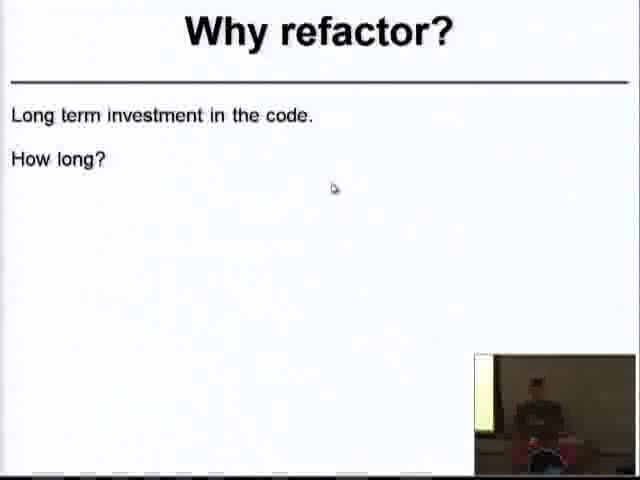 Why refactor?
Long term investment in the code.
How long?